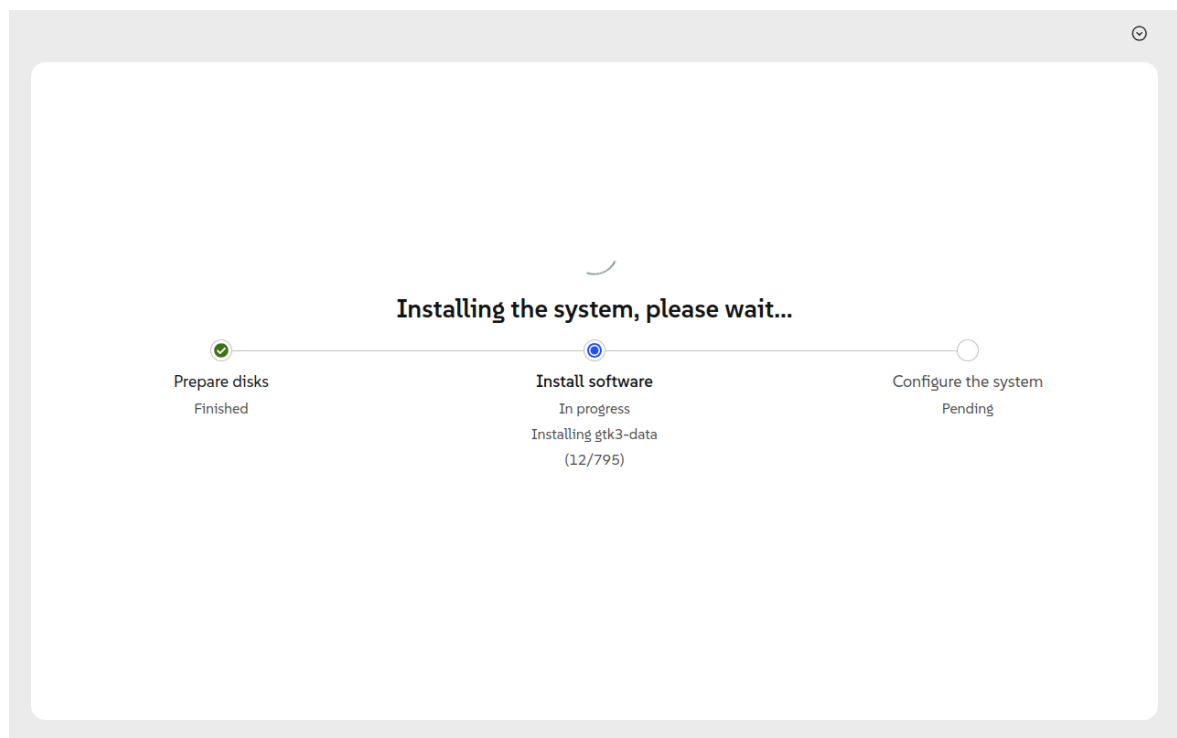 Installing the system, please wait...
Prepare disks
Finished
Install software
In progress
Installing gtk3-data
(12/795)
Configure the system
Pending